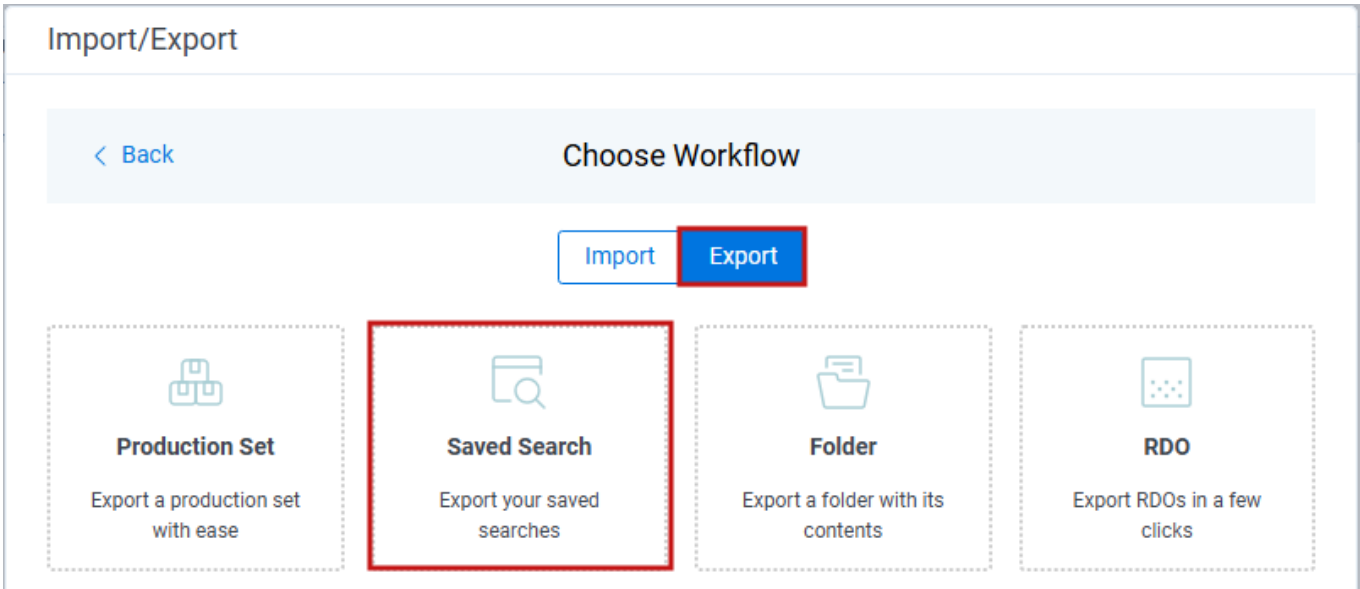 Import/Export
Back
Choose Workflow
Import
Export
Production Set
Export a production set
with ease
Saved Search
Export your saved
searches
Folder
Export a folder with its
contents
RDO
Export RDOs in a few
clicks